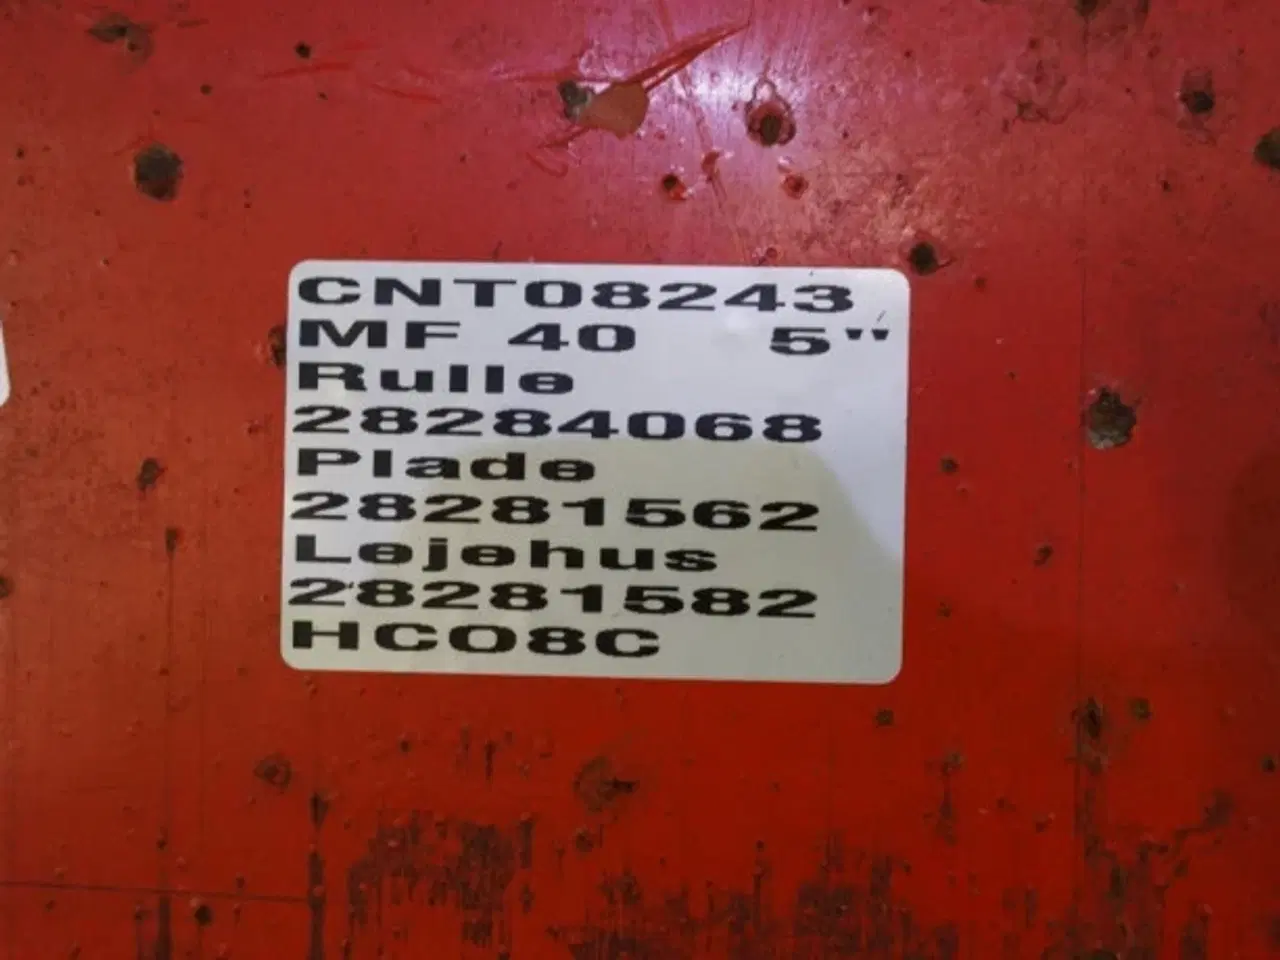 CNT08243
MF 40 5"
Rulle
28284068
Plade
28281562
Lejehus
28281582
HC08C